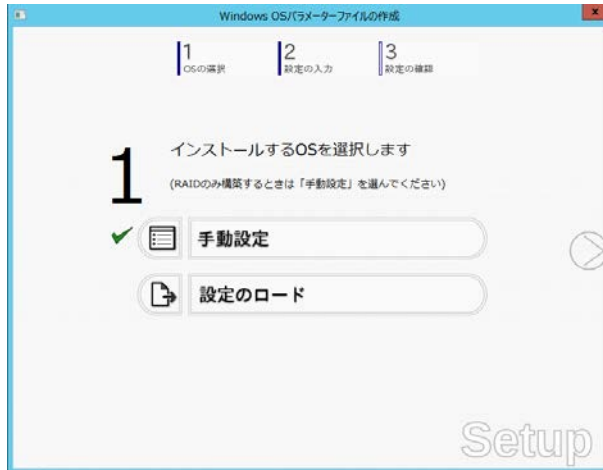 Windows OSパラメーターファイルの作成
x
1
OSの選択
2
設定の入力
3
設定の確認
1
インストールするOSを選択します
(RAIDのみ構築するときは「手動設定」を選んでください)
手動設定
設定のロード
Setup